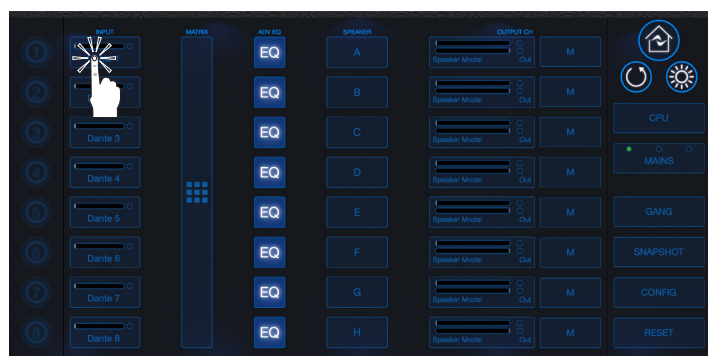 INPUT MATRIX ADV EQ SPEAKER OUTPUT CH
1 EQ A Speaker Model Out M
2 EQ B Speaker Model Out M
3 Dante 3 EQ C Speaker Model Out M CPU
4 Dante 4 EQ D Speaker Model Out M MAINS
5 Dante 5 EQ E Speaker Model Out M GANG
6 Dante 6 EQ F Speaker Model Out M SNAPSHOT
7 Dante 7 EQ G Speaker Model Out M CONFIG
8 Dante 8 EQ H Speaker Model Out M RESET